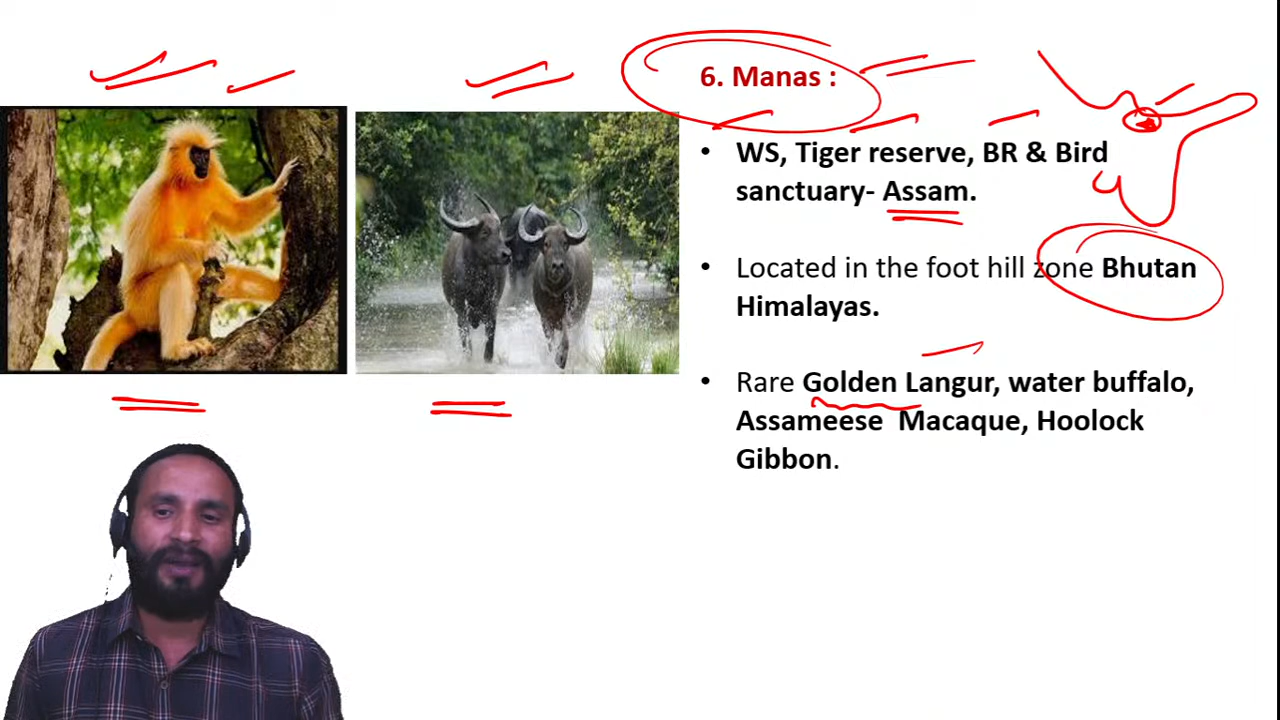 6. Manas :
• WS, Tiger reserve, BR & Bird
sanctuary- Assam.
• Located in the foot hill zone Bhutan
Himalayas.
• Rare Golden Langur, water buffalo,
Assameese Macaque, Hoolock
Gibbon.